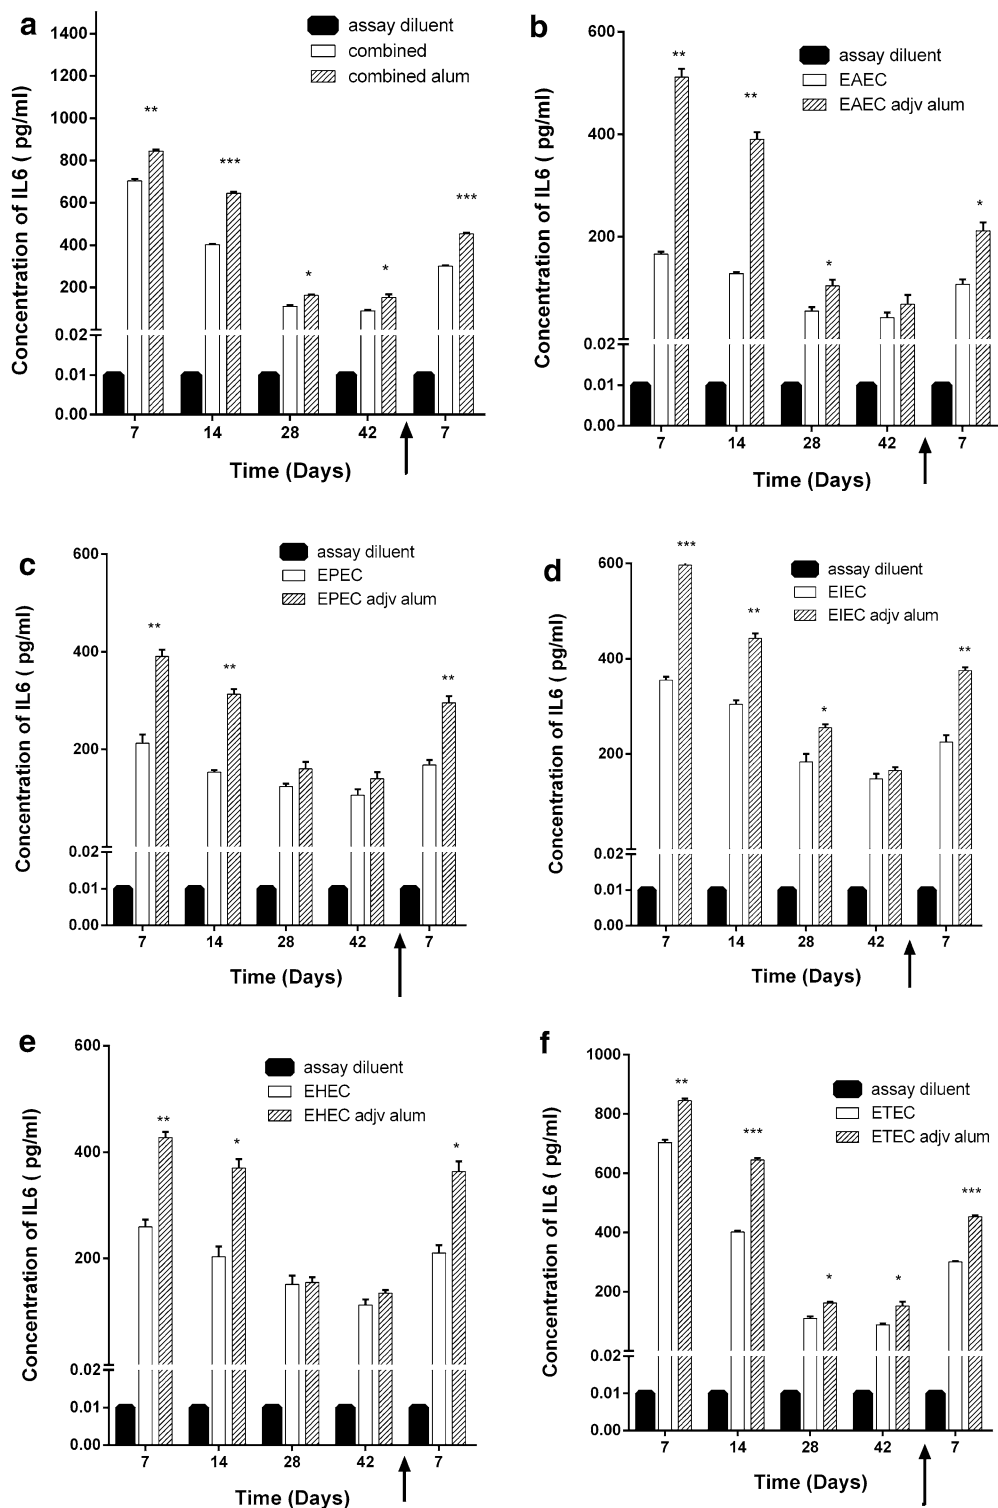 a
assay diluent
combined
combined alum
Concentration of IL6 ( pg/ml)
1400
1200
1000
800
600
400
200
0.02
0.01
0.00
**
***
*
*
***
7 14 28 42 7
Time (Days)
b
assay diluent
EAEC
EAEC adjv alum
Concentration of IL6 ( pg/ml)
600
400
200
0.02
0.01
0.00
**
**
*
*
7 14 28 42 7
Time (Days)
c
assay diluent
EPEC
EPEC adjv alum
Concentration of IL6 ( pg/ml)
600
400
200
0.02
0.01
0.00
**
**
**
7 14 28 42 7
Time (Days)
d
assay diluent
EIEC
EIEC adjv alum
Concentration of IL6 ( pg/ml)
600
400
200
0.02
0.01
0.00
***
**
*
**
7 14 28 42 7
Time (Days)
e
assay diluent
EHEC
EHEC adjv alum
Concentration of IL6 ( pg/ml)
600
400
200
0.02
0.01
0.00
**
*
*
7 14 28 42 7
Time (Days)
f
assay diluent
ETEC
ETEC adjv alum
Concentration of IL6 ( pg/ml)
1000
800
600
400
200
0.02
0.01
0.00
**
***
*
*
***
7 14 28 42 7
Time (Days)